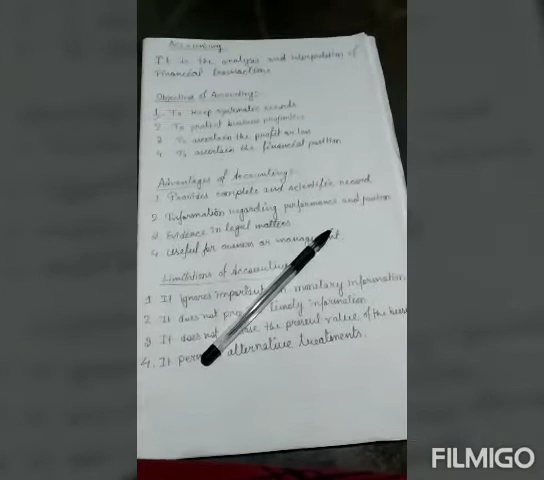 Accounting
It is the analysis and interpretation of
Financial transactions
Objective of Accounting:-
1 To Keep systematic records
2 To protect business properties
3 To ascertain the profit or loss
4 To ascertain the financial position
Advantages of Accounting:-
1 Provides complete and scientific record
2 Information regarding performance and position
3 Evidence in legal matters
4 Useful for owners or management.
Limitations of Accounting
1 It ignores important monetary information
2 It does not timely information
3 It does not the present value of the
4. It alternative treatments.
FILMIGO